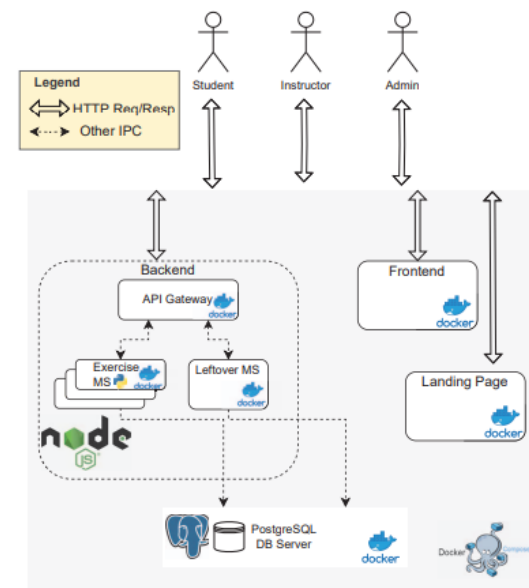 Student
Instructor
Admin
Legend
HTTP Req/Resp
Other IPC
Backend
API Gateway
docker
Exercise
MS
docker
Leftover MS
docker
node
JS
Frontend
docker
Landing Page
docker
PostgreSQL
DB Server
docker
Docker
Compose